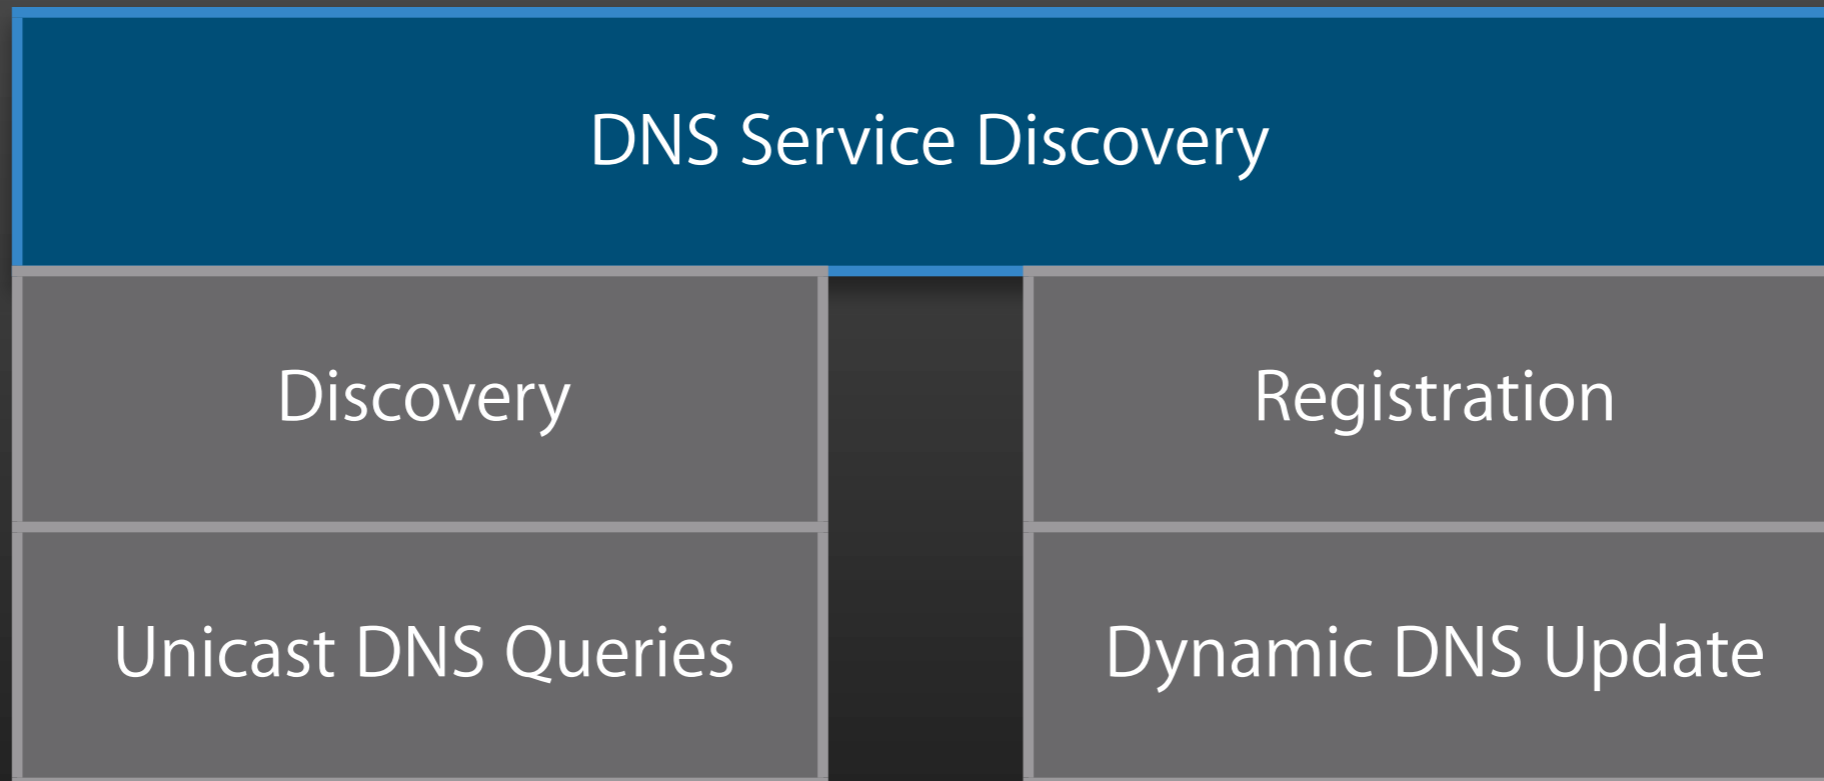 DNS Service Discovery
Discovery
Registration
Unicast DNS Queries
Dynamic DNS Update